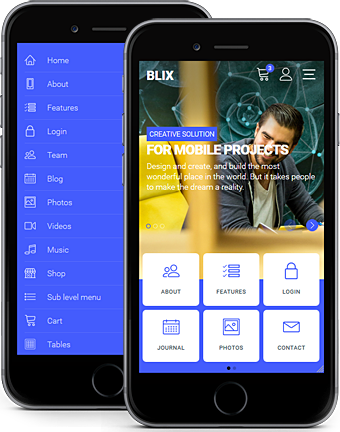 Home
About
Features
Login
Team
Blog
Photos
Videos
Music
Shop
Sub level menu
Cart
Tables
BLIX
3
CREATIVE SOLUTION
FOR MOBILE PROJECTS
Design and create, and build the most
wonderful place in the world. But it takes people
to make the dream a reality.
ABOUT
FEATURES
LOGIN
JOURNAL
PHOTOS
CONTACT